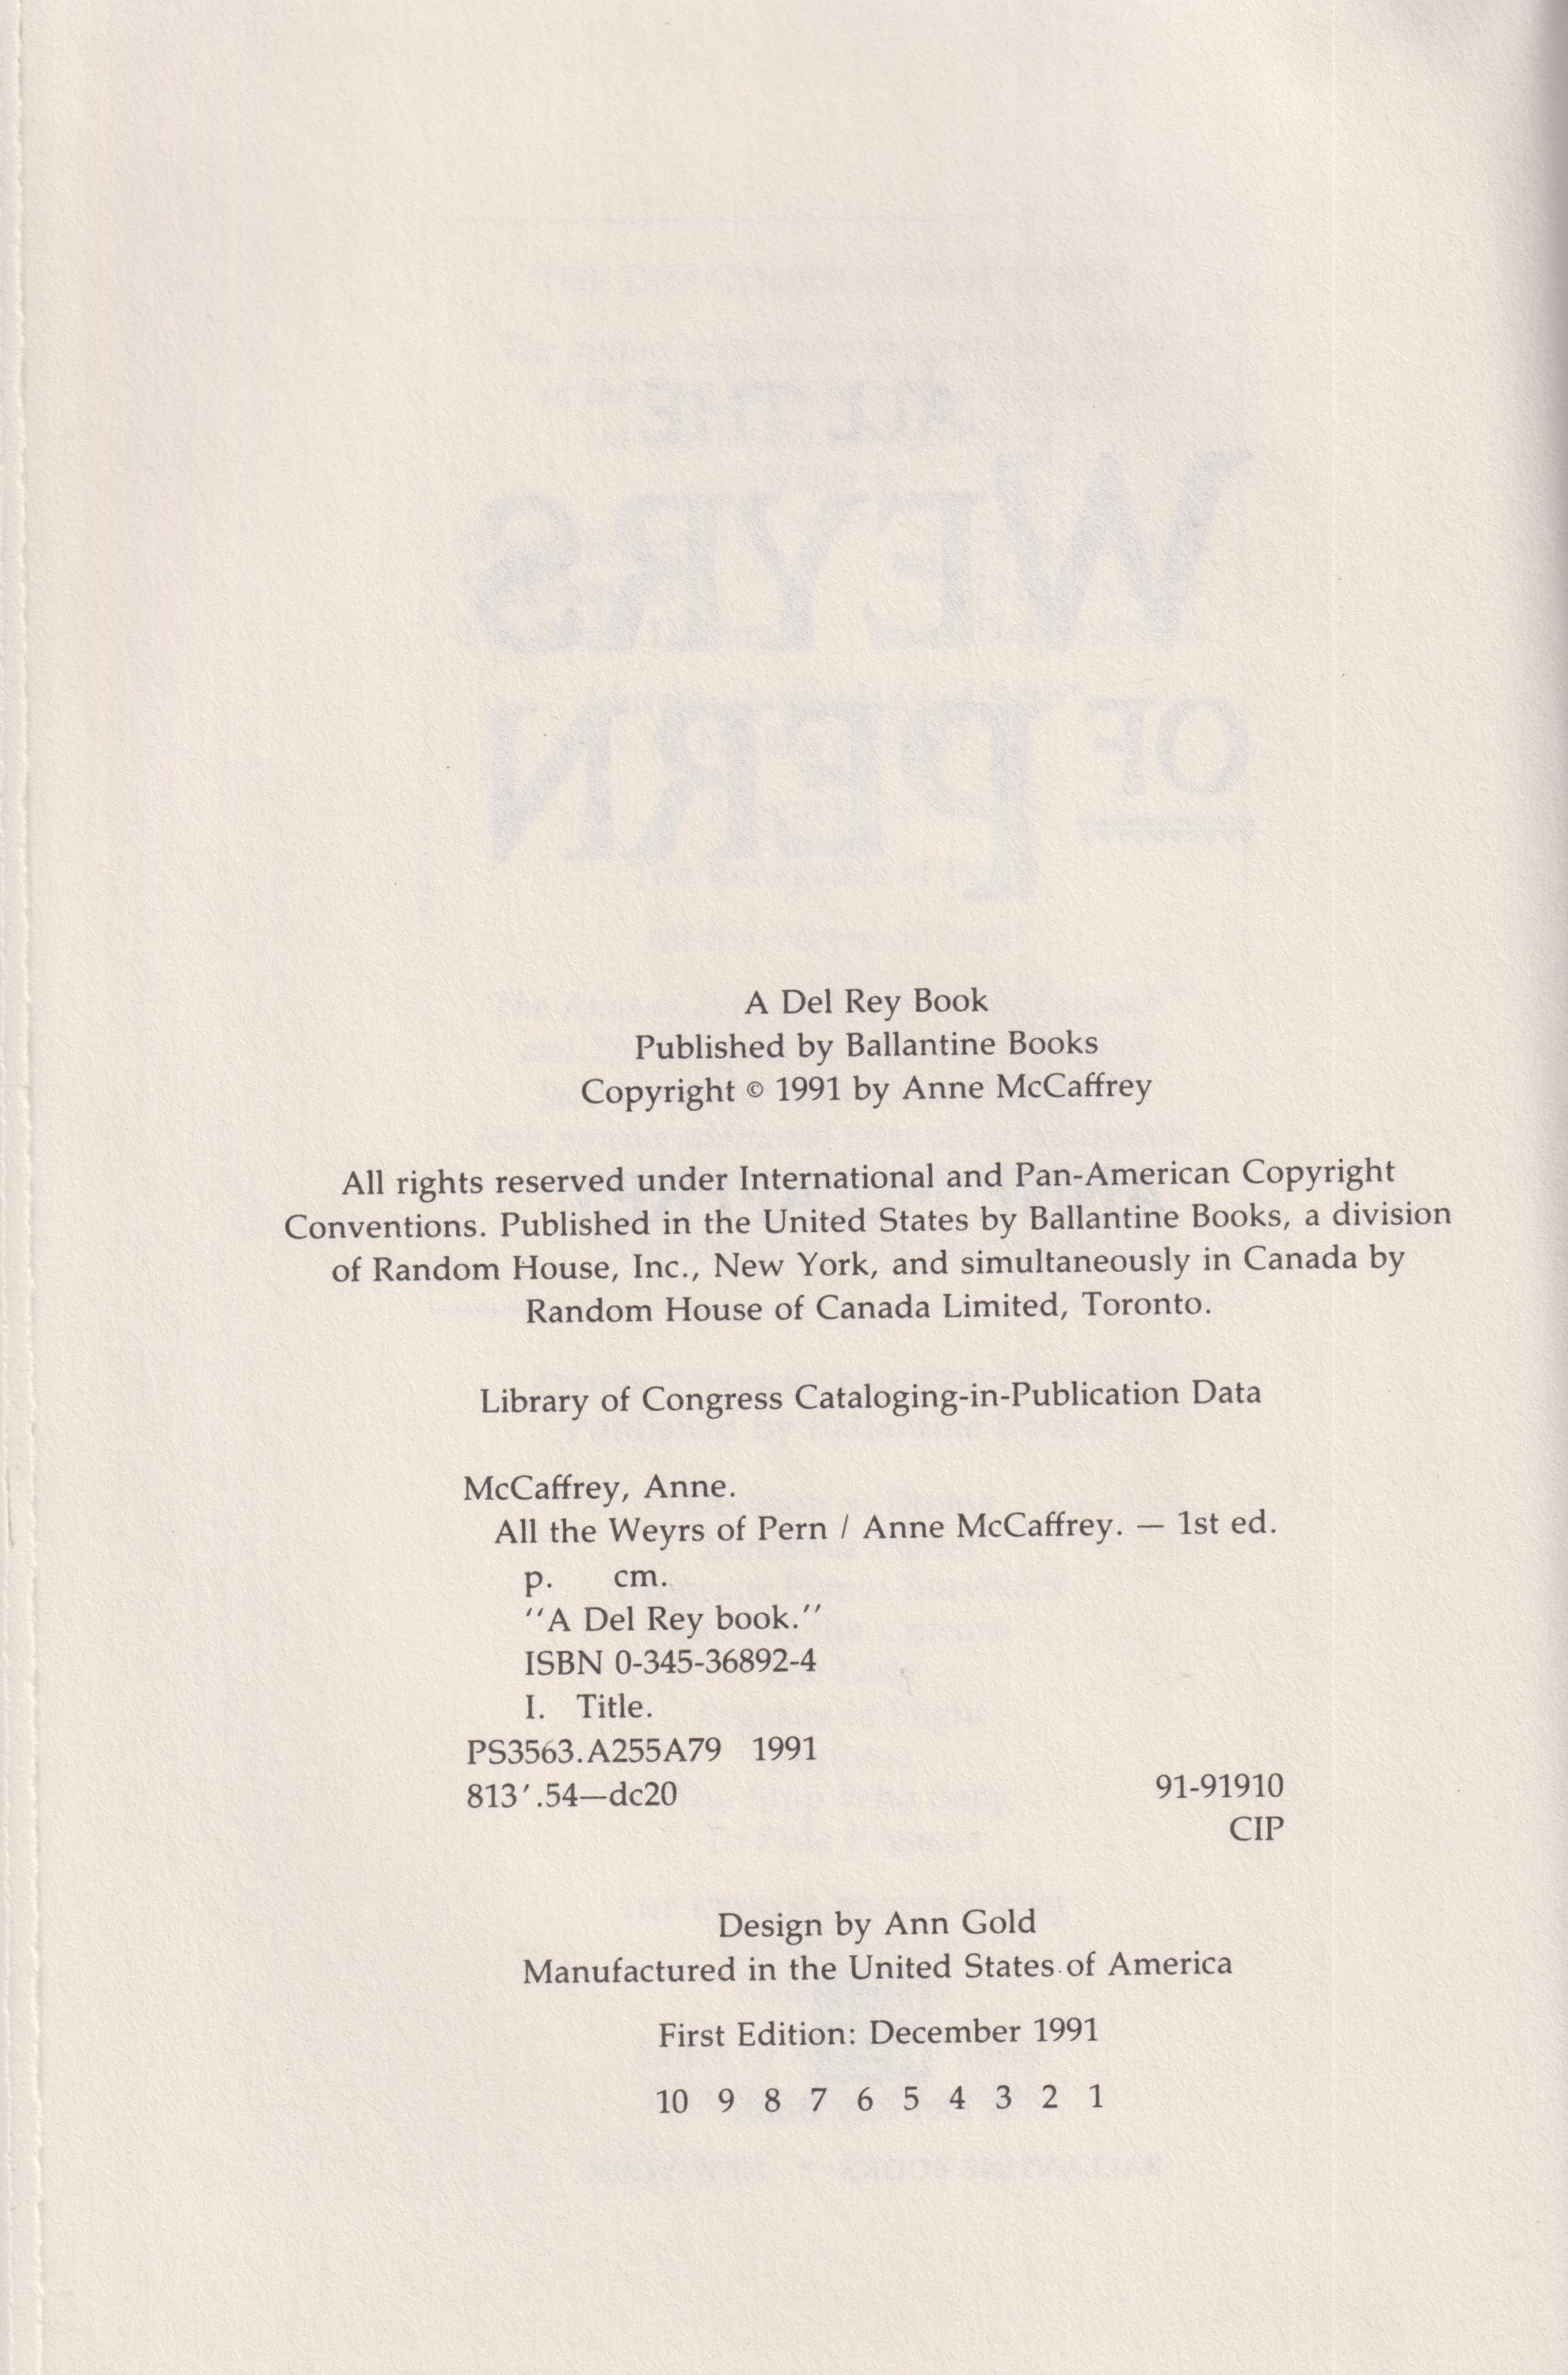 A Del Rey Book
Published by Ballantine Books
Copyright © 1991 by Anne McCaffrey
All rights reserved under International and Pan-American Copyright
Conventions. Published in the United States by Ballantine Books, a division
of Random House, Inc., New York, and simultaneously in Canada by
Random House of Canada Limited, Toronto.
Library of Congress Cataloging-in-Publication Data
McCaffrey, Anne.
All the Weyrs of Pern / Anne McCaffrey. — 1st ed.
p. cm.
‘‘A Del Rey book.’’
ISBN 0-345-36892-4
I. Title.
PS3563.A255A79 1991
813′.54—dc20
91-91910
CIP
Design by Ann Gold
Manufactured in the United States of America
First Edition: December 1991
10 9 8 7 6 5 4 3 2 1